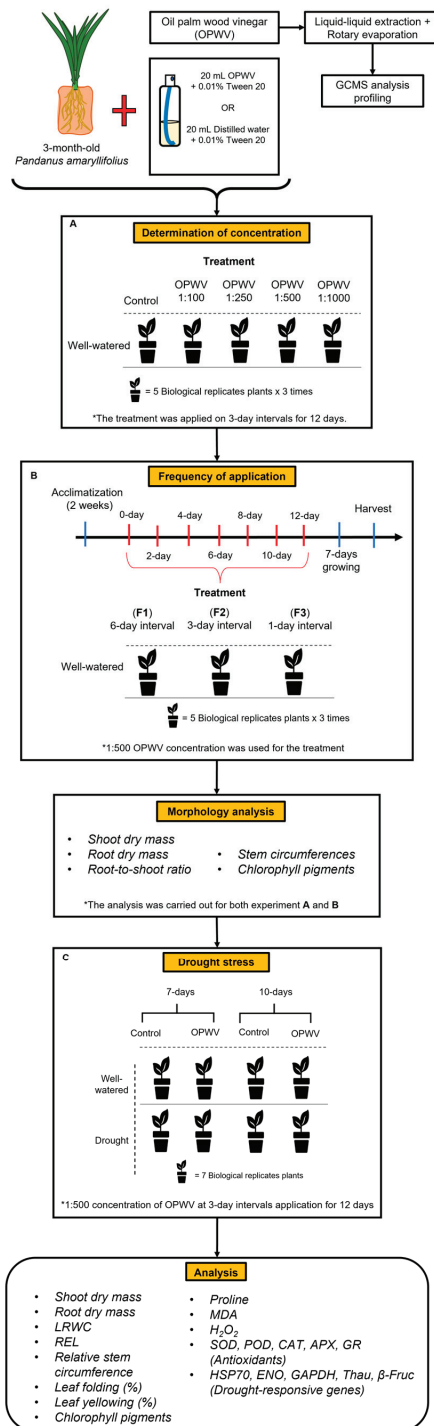 Oil palm wood vinegar
(OPWV)
Liquid-liquid extraction +
Rotary evaporation
GCMS analysis
profiling
20 mL OPWV
+ 0.01% Tween 20
OR
20 mL Distilled water
+ 0.01% Tween 20
3-month-old
Pandanus amaryllifolius
A
Determination of concentration
Treatment
Control
OPWV
1:100
OPWV
1:250
OPWV
1:500
OPWV
1:1000
Well-watered
= 5 Biological replicates plants x 3 times
*The treatment was applied on 3-day intervals for 12 days.
B
Frequency of application
Acclimatization
(2 weeks)
0-day
4-day
8-day
12-day
Harvest
2-day
6-day
10-day
7-days
growing
Treatment
(F1)
6-day interval
(F2)
3-day interval
(F3)
1-day interval
Well-watered
= 5 Biological replicates plants x 3 times
*1:500 OPWV concentration was used for the treatment
Morphology analysis
• Shoot dry mass
• Root dry mass
• Root-to-shoot ratio
• Stem circumferences
• Chlorophyll pigments
*The analysis was carried out for both experiment A and B
C
Drought stress
7-days
10-days
Control
OPWV
Control
OPWV
Well-
watered
Drought
= 7 Biological replicates plants
*1:500 concentration of OPWV at 3-day intervals application for 12 days
Analysis
• Shoot dry mass
• Root dry mass
• LRWC
• REL
• Relative stem
circumference
• Leaf folding (%)
• Leaf yellowing (%)
• Chlorophyll pigments
• Proline
• MDA
• H₂O₂
• SOD, POD, CAT, APX, GR
(Antioxidants)
• HSP70, ENO, GAPDH, Thau, β-Fruc
(Drought-responsive genes)